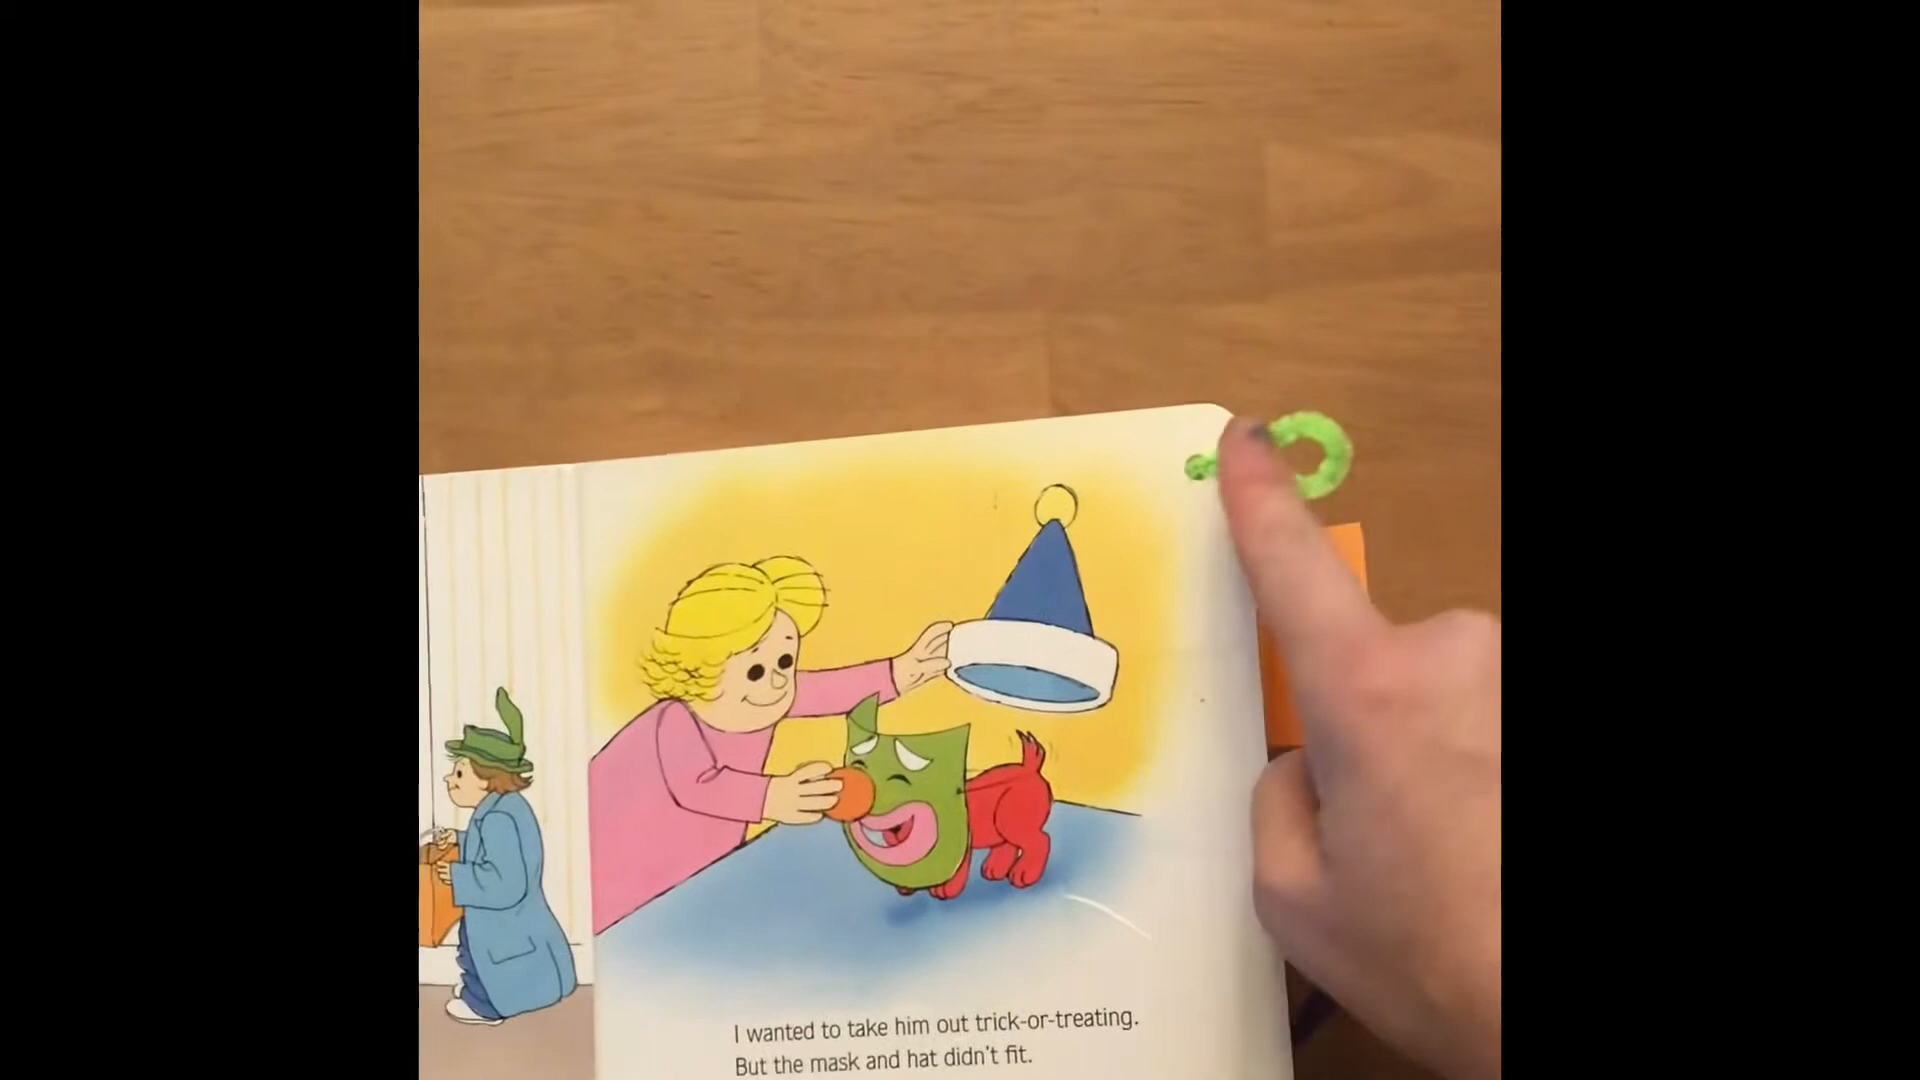 I wanted to take him out trick-or-treating.
But the mask and hat didn't fit.